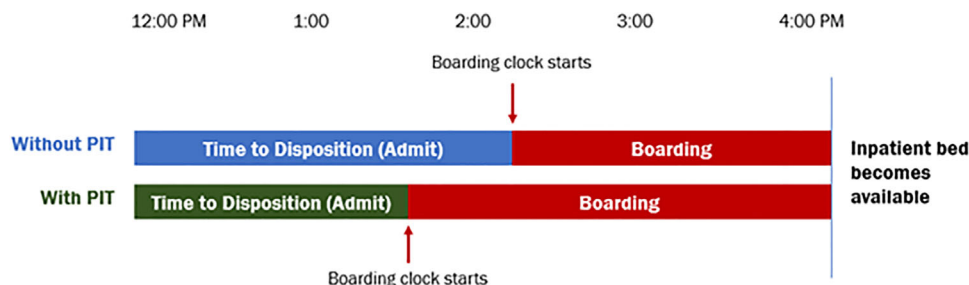 12:00 PM 1:00 2:00 3:00 4:00 PM
Boarding clock starts
Without PIT Time to Disposition (Admit) Boarding
Inpatient bed
becomes
available
With PIT Time to Disposition (Admit) Boarding
Boarding clock starts